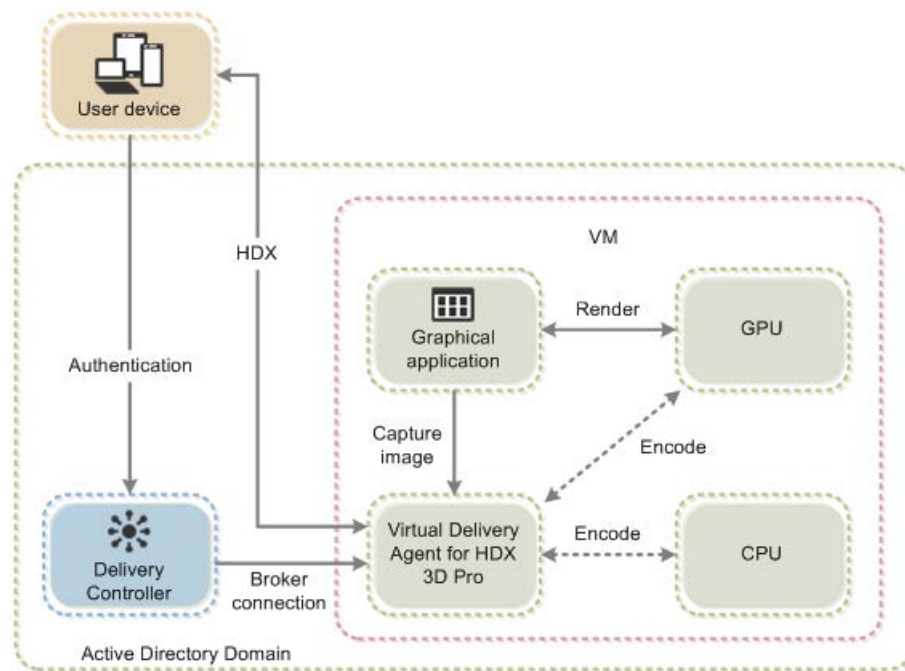 User device
HDX
VM
Graphical
application
Render
GPU
Authentication
Capture
image
Encode
Delivery
Controller
Broker
connection
Virtual Delivery
Agent for HDX
3D Pro
Encode
CPU
Active Directory Domain